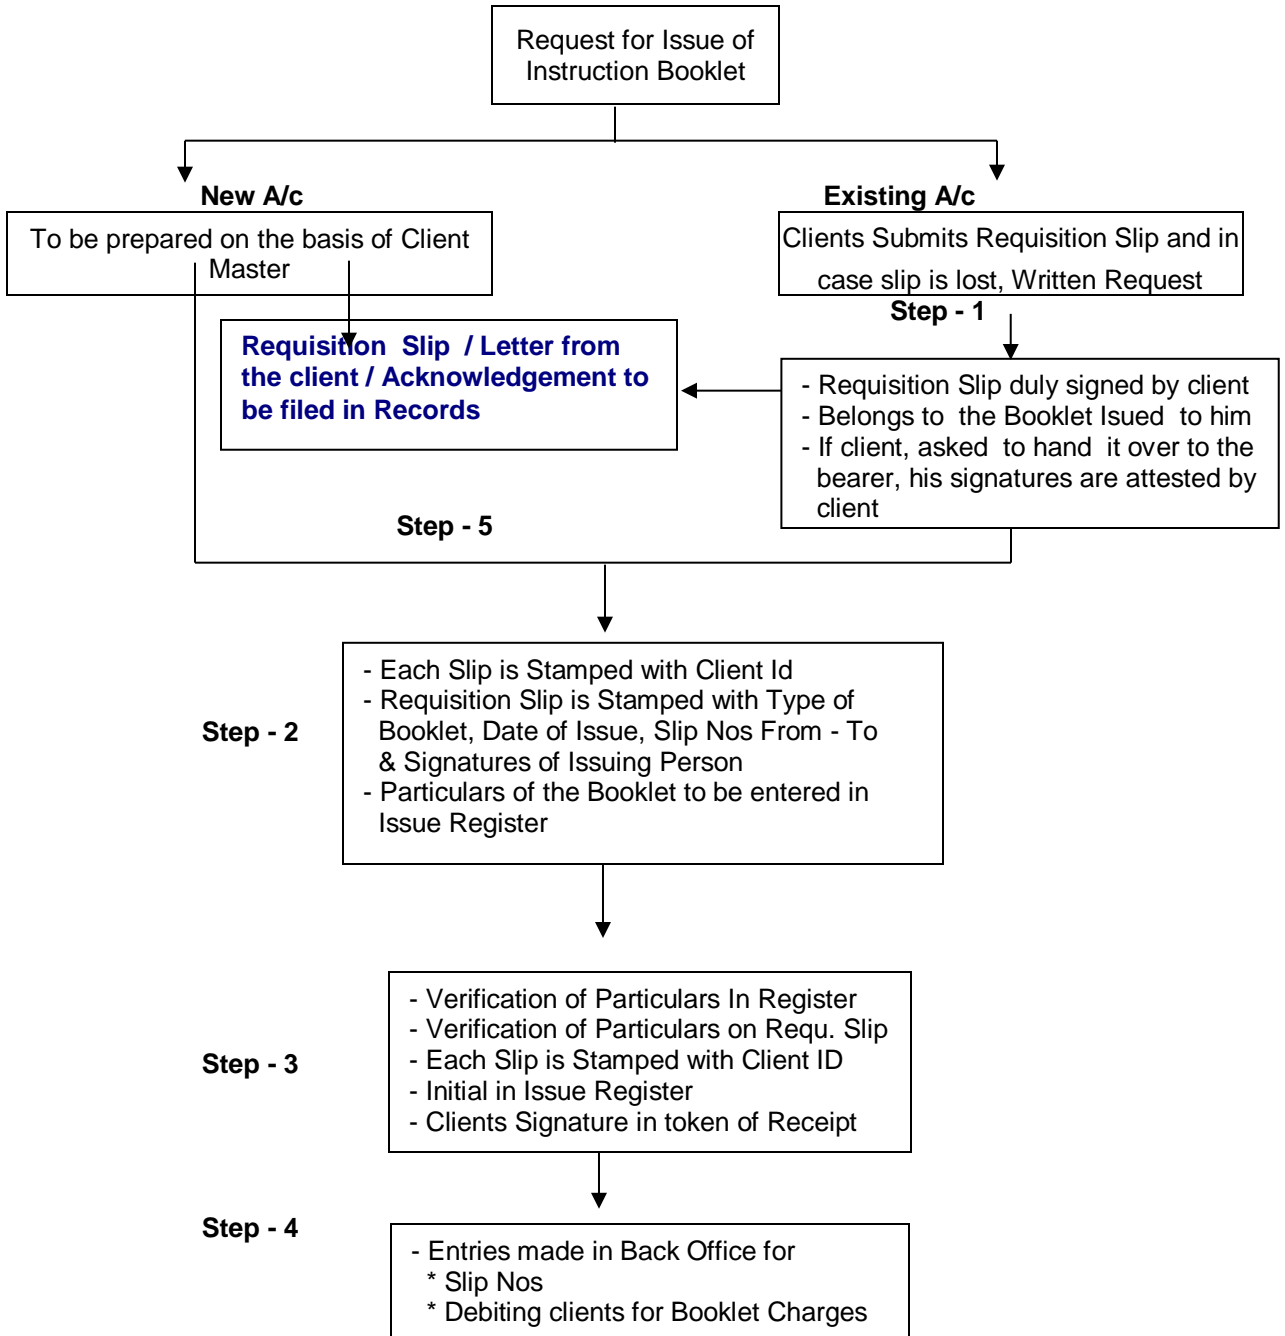 Request for Issue of
Instruction Booklet
New A/c
Existing A/c
To be prepared on the basis of Client
Master
Clients Submits Requisition Slip and in
case slip is lost, Written Request
Step - 1
Requisition Slip / Letter from
the client / Acknowledgement to
be filed in Records
- Requisition Slip duly signed by client
- Belongs to the Booklet Isued to him
- If client, asked to hand it over to the
bearer, his signatures are attested by
client
Step - 5
Step - 2
- Each Slip is Stamped with Client Id
- Requisition Slip is Stamped with Type of
Booklet, Date of Issue, Slip Nos From - To
& Signatures of Issuing Person
- Particulars of the Booklet to be entered in
Issue Register
Step - 3
- Verification of Particulars In Register
- Verification of Particulars on Requ. Slip
- Each Slip is Stamped with Client ID
- Initial in Issue Register
- Clients Signature in token of Receipt
Step - 4
- Entries made in Back Office for
* Slip Nos
* Debiting clients for Booklet Charges